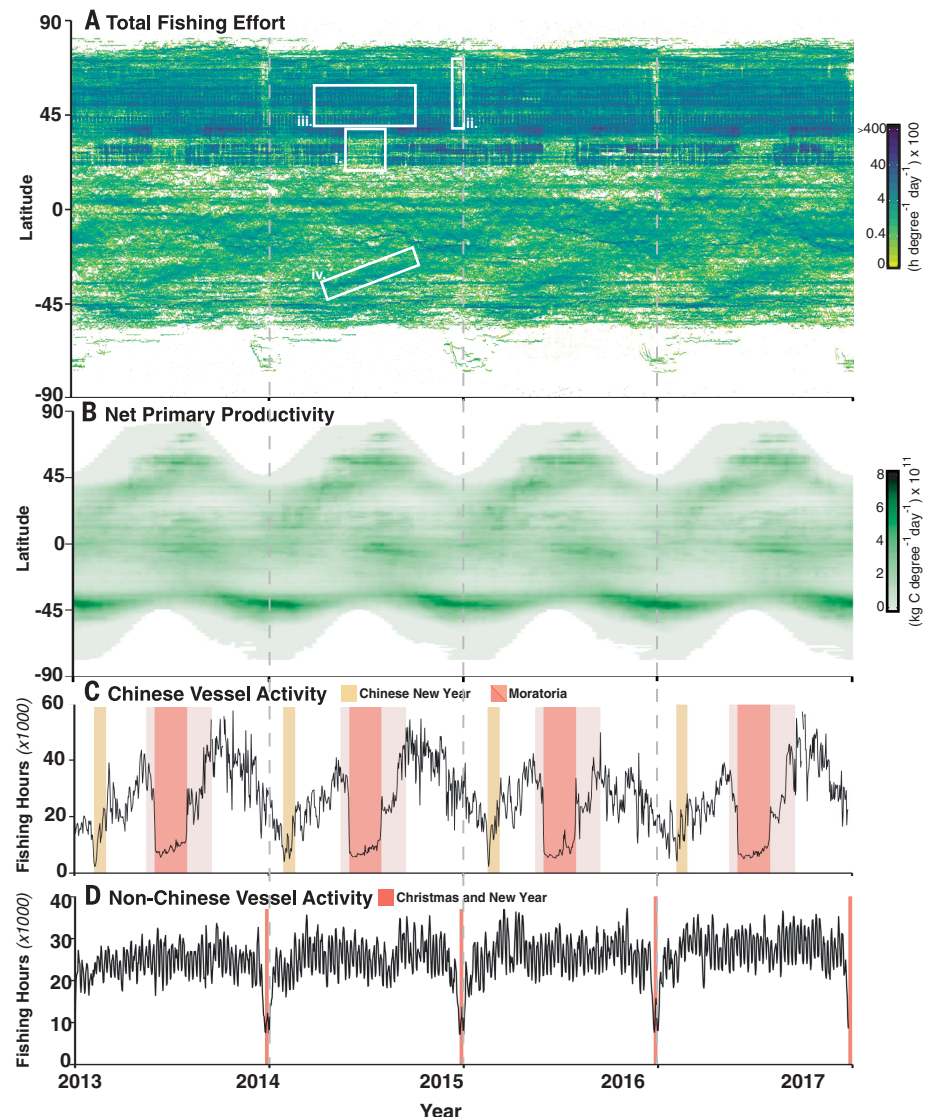 A Total Fishing Effort
90
45
0
-45
-90
Latitude
i.
ii.
iii.
iv.
>400
40
4
0.4
0
(h degree-1 day-1) x 100
B Net Primary Productivity
90
45
0
-45
-90
Latitude
8
6
4
2
0
(kg C degree-1 day-1) x 10 11
C Chinese Vessel Activity
Chinese New Year
Moratoria
60
40
20
0
Fishing Hours (x1000)
D Non-Chinese Vessel Activity
Christmas and New Year
40
30
20
10
0
Fishing Hours (x1000)
2013 2014 2015 2016 2017
Year